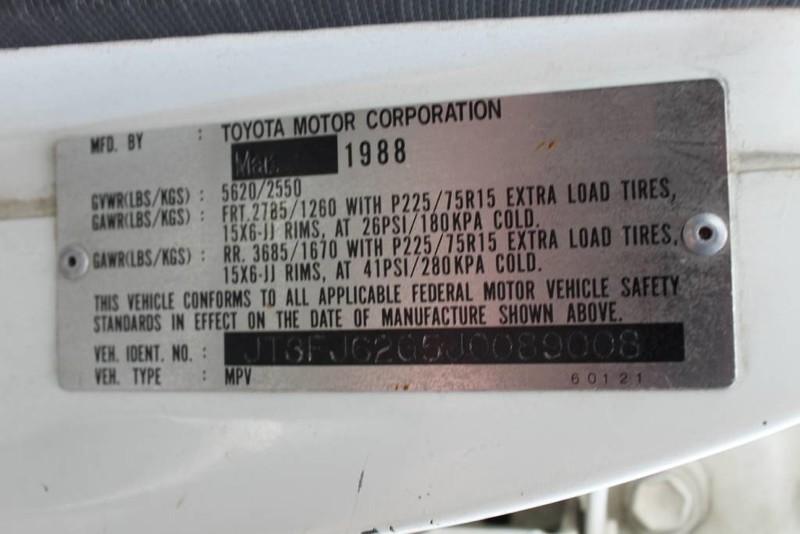 MFD. BY : TOYOTA MOTOR CORPORATION
Mar. 1988
GVWR(LBS/KGS) : 5620/2550
GAWR(LBS/KGS) : FRT.2785/1260 WITH P225/75R15 EXTRA LOAD TIRES,
15X6-JJ RIMS, AT 26PSI/180KPA COLD.
GAWR(LBS/KGS) : RR. 3685/1670 WITH P225/75R15 EXTRA LOAD TIRES,
15X6-JJ RIMS, AT 41PSI/280KPA COLD.
THIS VEHICLE CONFORMS TO ALL APPLICABLE FEDERAL MOTOR VEHICLE SAFETY
STANDARDS IN EFFECT ON THE DATE OF MANUFACTURE SHOWN ABOVE.
VEH. IDENT. NO. : JT3FJ62G5J0089008
VEH. TYPE : MPV 60121